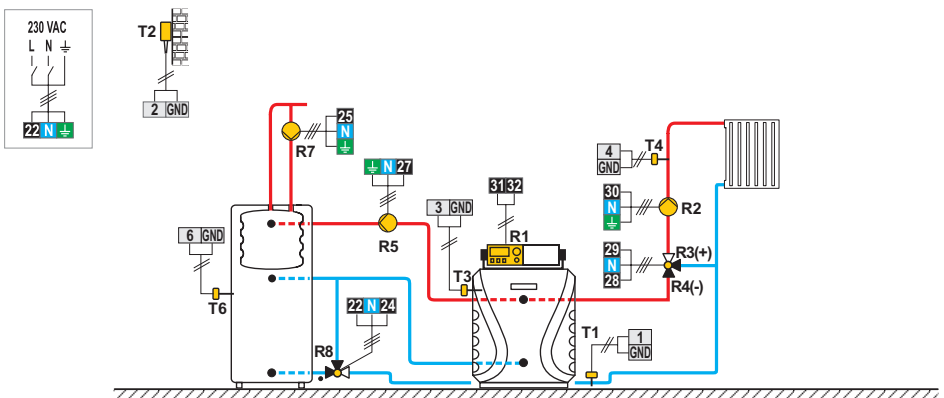 230 VAC
L N
22 N
T2
2 GND
25
N
R7
N 27
R5
6 GND
T6
3 GND
T3
31 32
R1
22 N 24
R8
4
GND
T4
30
N
R2
29
N
28
R3(+)
R4(-)
T1
1
GND